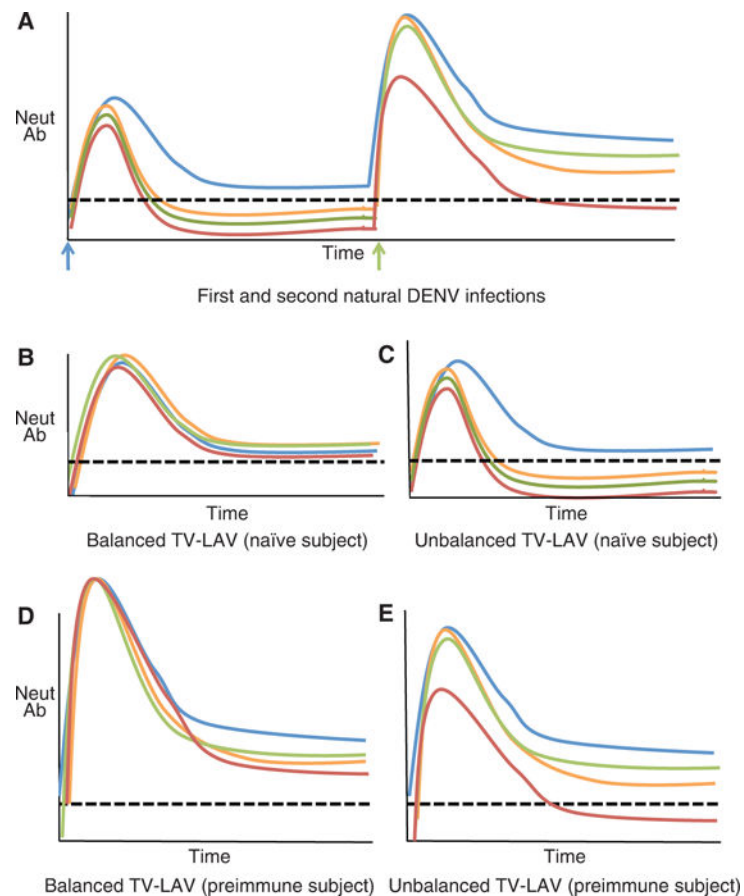 A
Neut
Ab
Time
First and second natural DENV infections
B
C
Neut
Ab
Time
Time
Balanced TV-LAV (naïve subject)
Unbalanced TV-LAV (naïve subject)
D
E
Neut
Ab
Time
Time
Balanced TV-LAV (preimmune subject)
Unbalanced TV-LAV (preimmune subject)